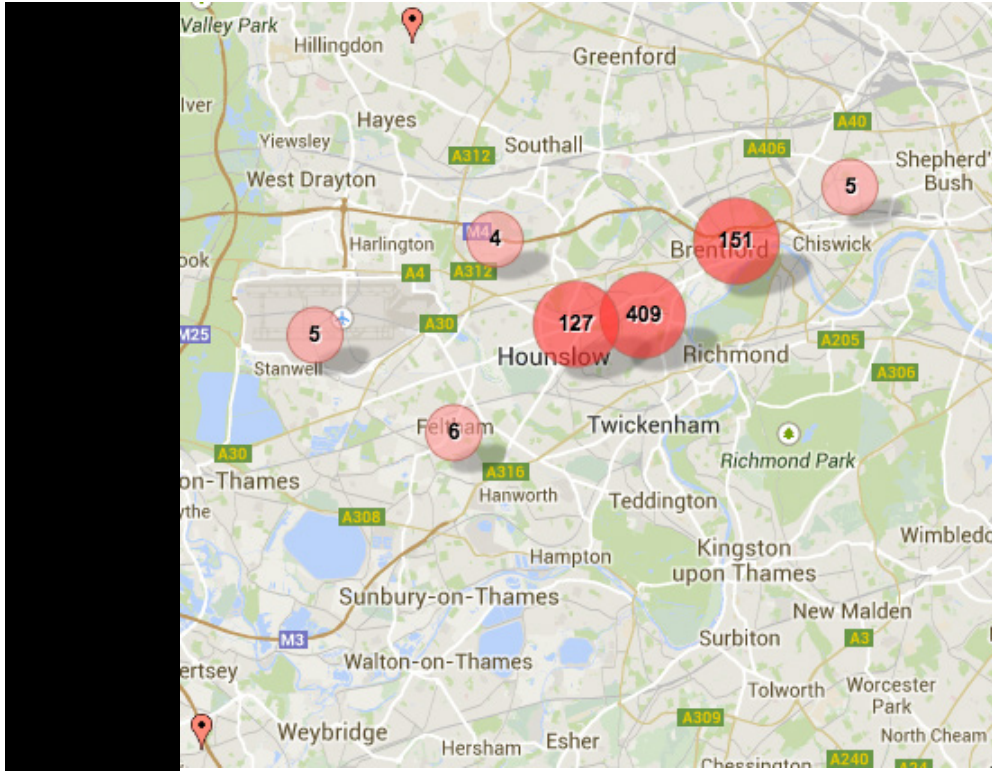 Valley Park
Hillingdon
Greenford
lver
Hayes
A40
Yiewsley
A312
Southall
A406
Shepherd'
Bush
West Drayton
5
M4
4
Harlington
151
Brentford
Chiswick
ook
A4
A312
M25
5
A30
127
409
A205
Stanwell
Hounslow
Richmond
A306
Feltham
6
Twickenham
A30
Richmond Park
on-Thames
A316
Hanworth
Teddington
ythe
A308
Wimbledo
Hampton
Kingston
upon Thames
Sunbury-on-Thames
New Malden
M3
Surbiton
A3
ertsey
Walton-on-Thames
Tolworth
Worcester
Park
A309
Weybridge
Hersham
Esher
North Cheam
Chessington
A240
A24